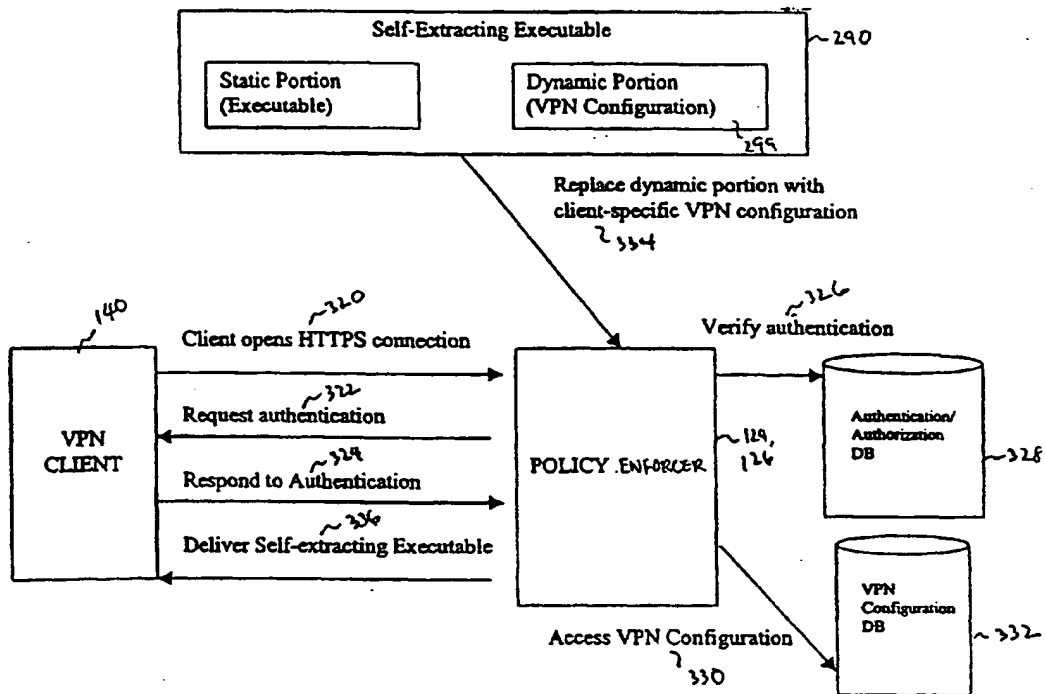 Self-Extracting Executable
290
Static Portion
(Executable)
Dynamic Portion
(VPN Configuration)
299
Replace dynamic portion with
client-specific VPN configuration
334
140
320
326
Client opens HTTPS connection
Verify authentication
322
Request authentication
VPN
CLIENT
324
Respond to Authentication
336
Deliver Self-extracting Executable
POLICY ENFORCER
124,
126
Authentication/
Authorization
DB
328
VPN
Configuration
DB
332
Access VPN Configuration
330